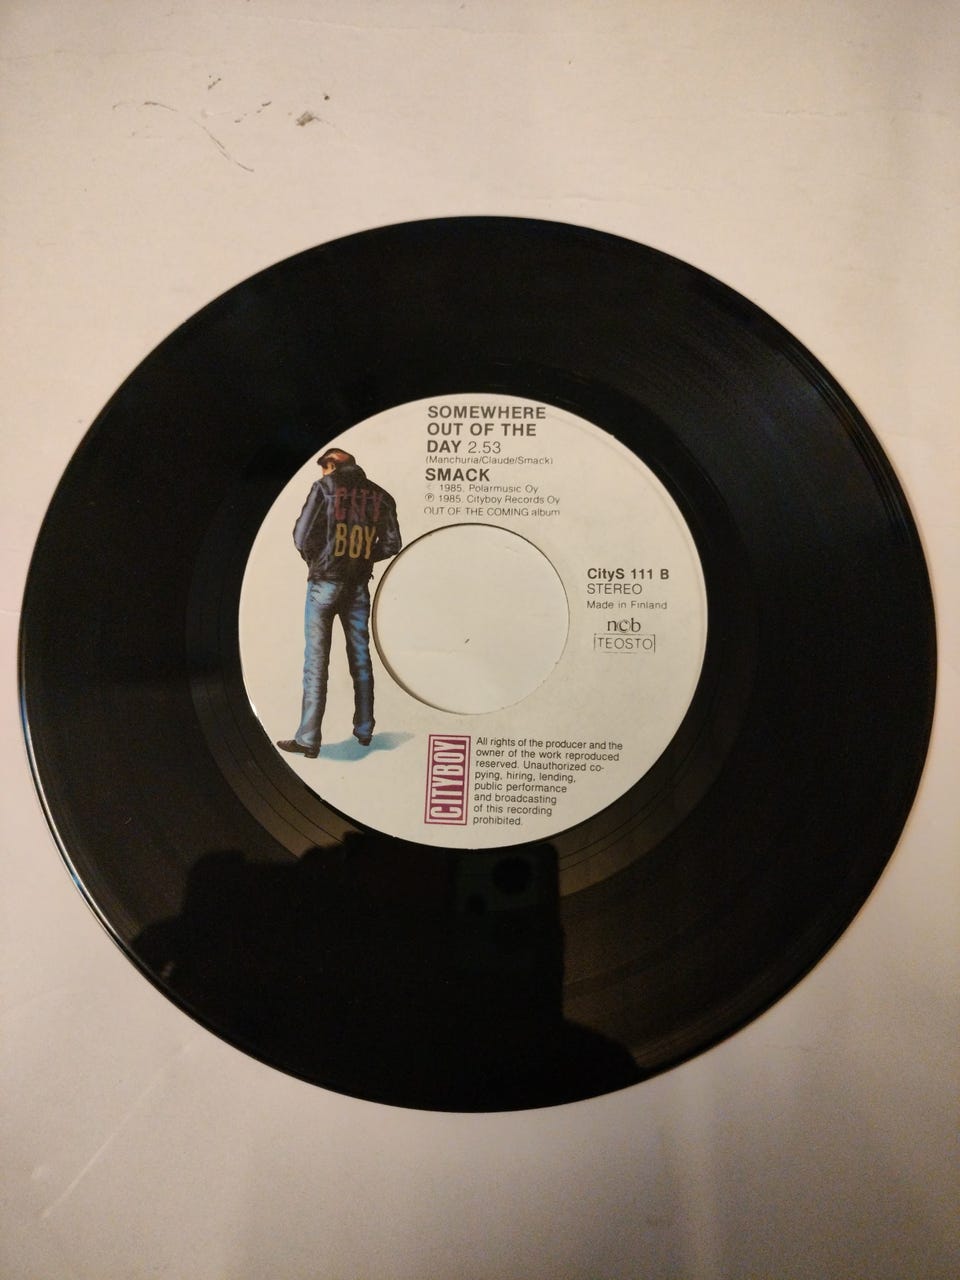 SOMEWHERE
OUT OF THE
DAY 2.53
(Manchuria/Claude/Smack)
SMACK
© 1985. Polarmusic Oy
℗ 1985. Cityboy Records Oy
OUT OF THE COMING album
CITY
BOY
CityS 111 B
STEREO
Made in Finland
ncb
TEOSTO
CITYBOY
All rights of the producer and the
owner of the work reproduced
reserved. Unauthorized co-
pying, hiring, lending,
public performance
and broadcasting
of this recording
prohibited.